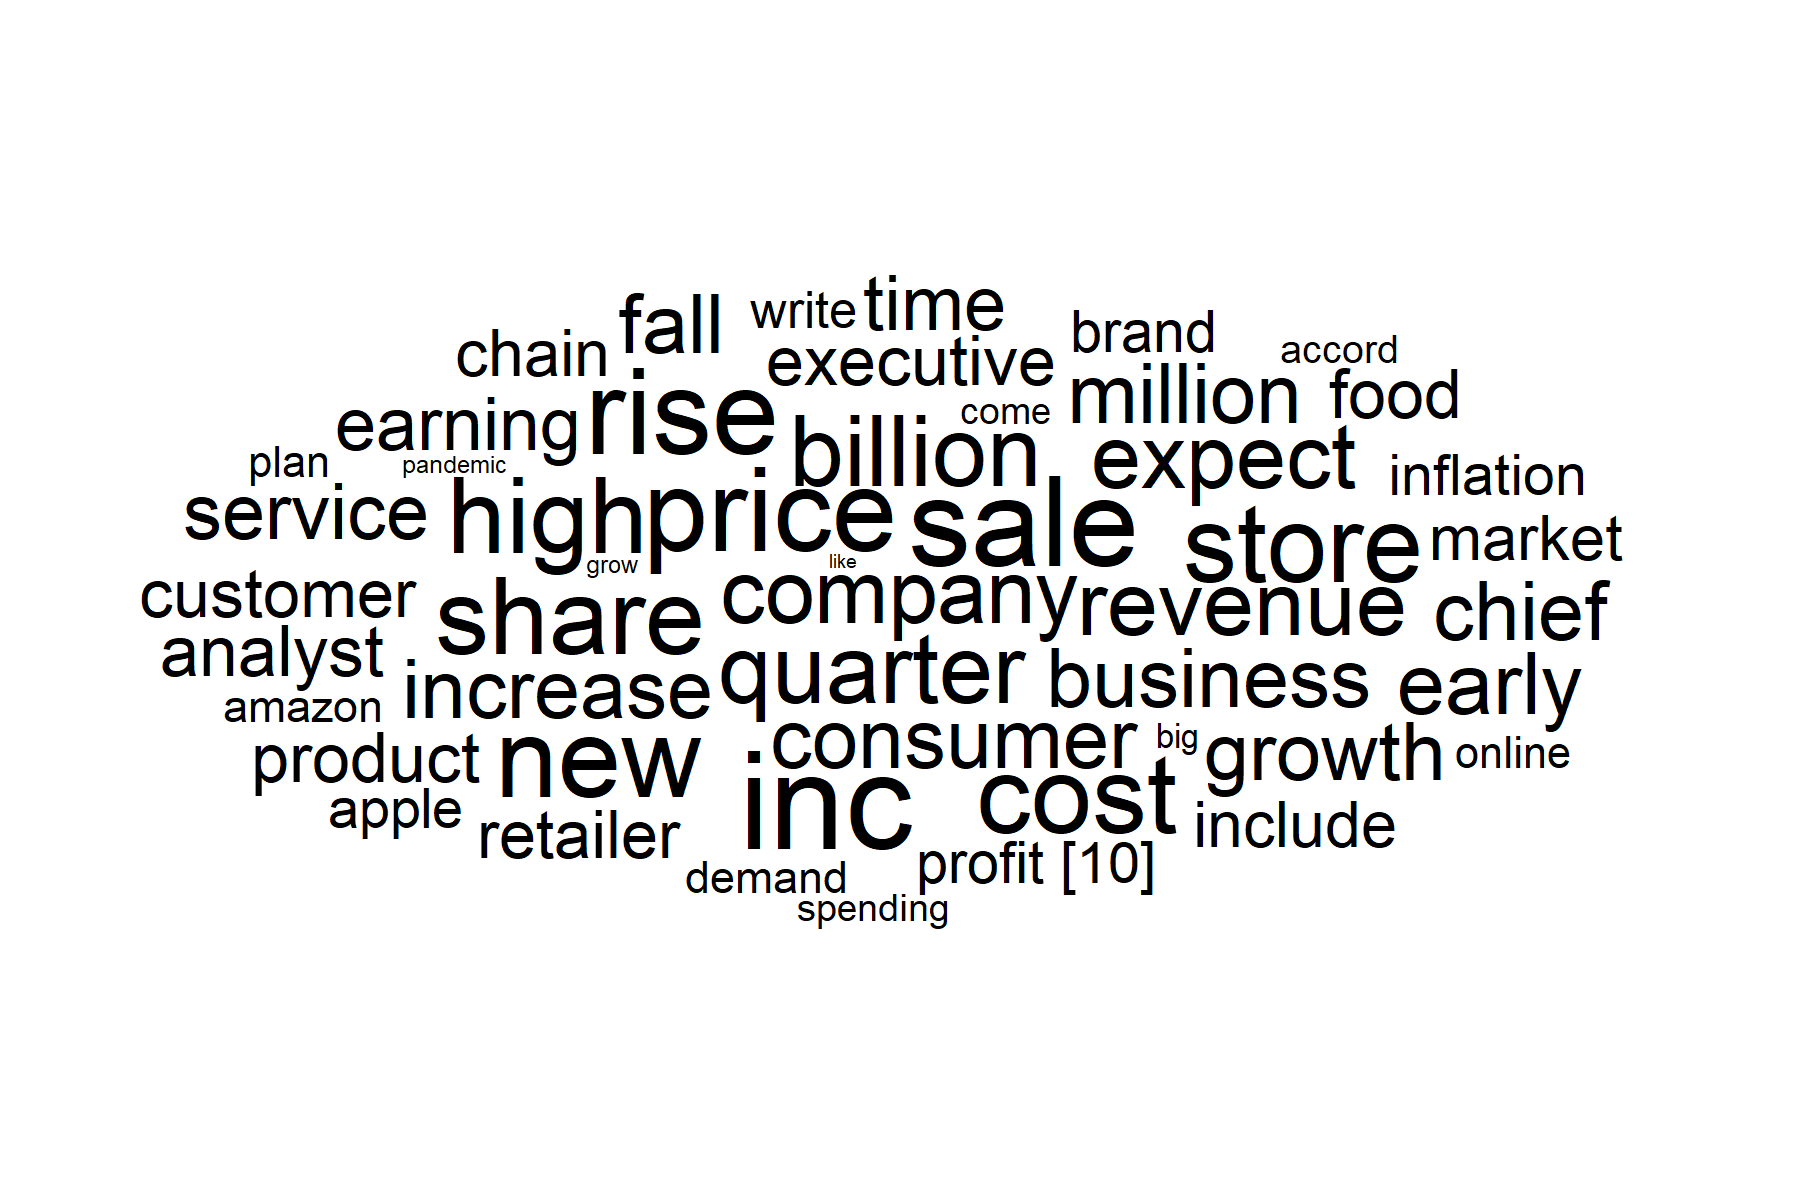 fall write time
chain executive brand accord
earning rise billion come million food
plan pandemic expect inflation
service high price sale store market
grow like
customer share company revenue chief
analyst increase quarter business early
amazon
product new inc consumer big growth online
apple retailer cost include
demand profit [10]
spending